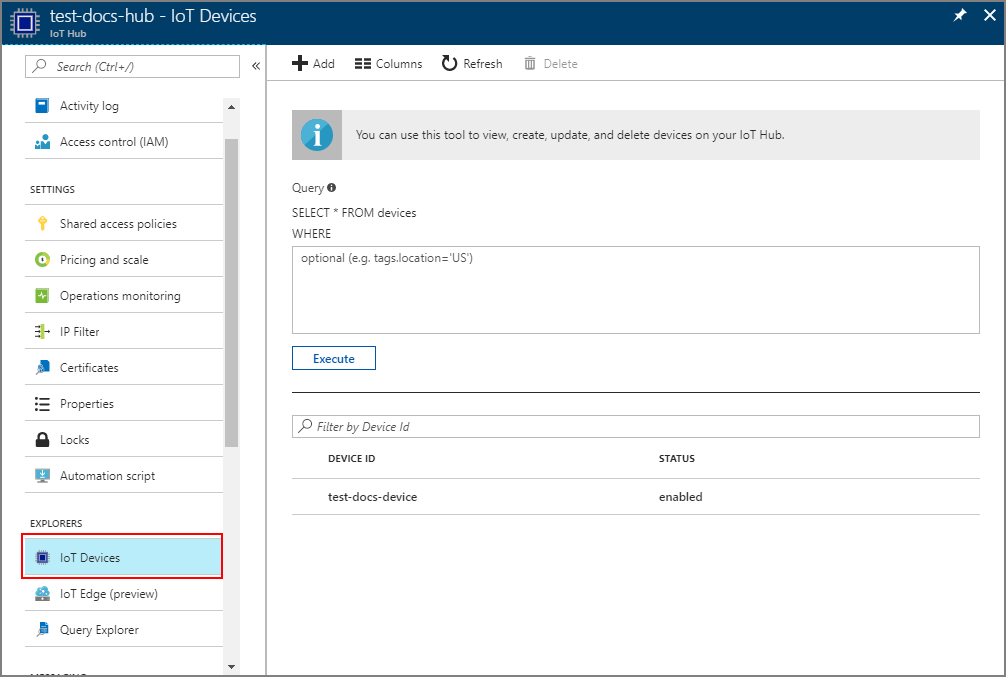 test-docs-hub - IoT Devices
IoT Hub
Search (Ctrl+/)
Activity log
Access control (IAM)
SETTINGS
Shared access policies
Pricing and scale
Operations monitoring
IP Filter
Certificates
Properties
Locks
Automation script
EXPLORERS
IoT Devices
IoT Edge (preview)
Query Explorer
MESSAGING
Add Columns Refresh Delete
You can use this tool to view, create, update, and delete devices on your IoT Hub.
Query
SELECT * FROM devices
WHERE
optional (e.g. tags.location='US')
Execute
Filter by Device Id
DEVICE ID STATUS
test-docs-device enabled